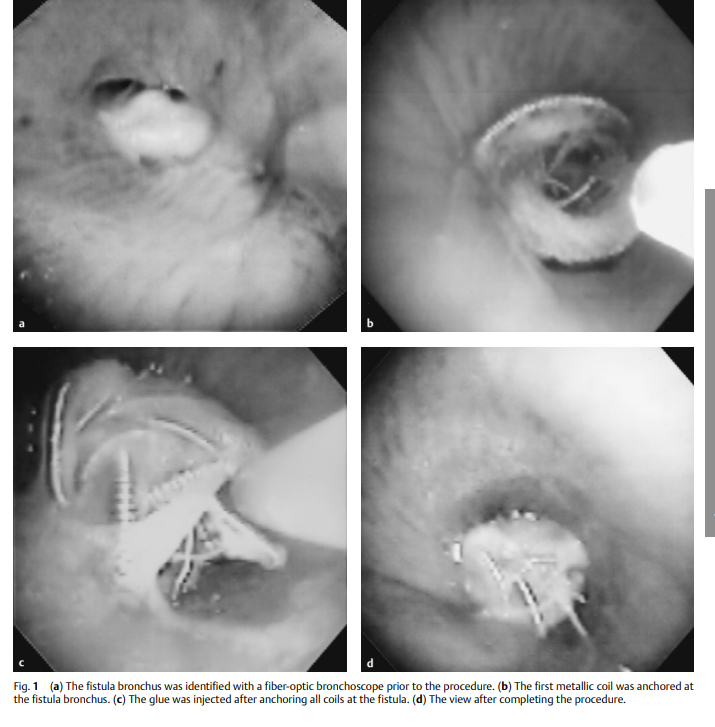 a
b
c
d
Fig. 1 (a) The fistula bronchus was identified with a fiber-optic bronchoscope prior to the procedure. (b) The first metallic coil was anchored at
the fistula bronchus. (c) The glue was injected after anchoring all coils at the fistula. (d) The view after completing the procedure.